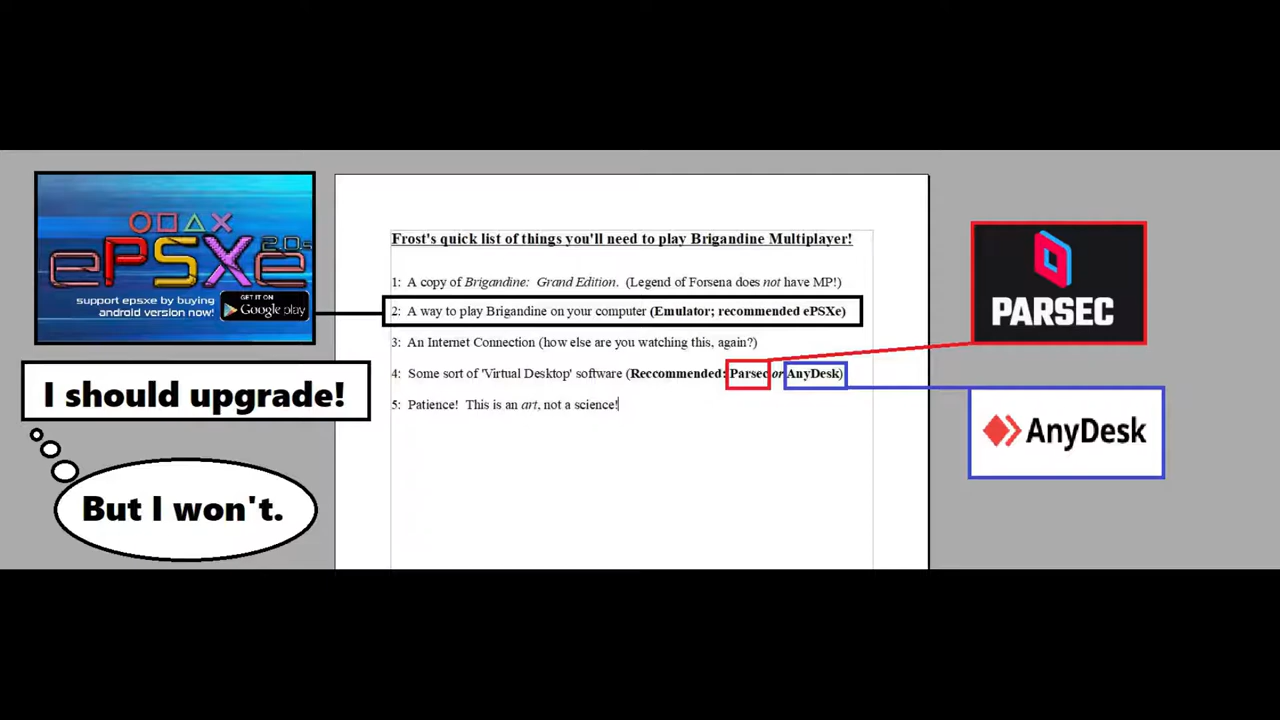 ePSXe 2.0.
support epsxe by buying
android version now!
GET IT ON
Google play
I should upgrade!
But I won't.
Frost's quick list of things you'll need to play Brigandine Multiplayer!
1: A copy of Brigandine: Grand Edition. (Legend of Forsena does not have MP!)
2: A way to play Brigandine on your computer (Emulator; recommended ePSXe)
3: An Internet Connection (how else are you watching this, again?)
4: Some sort of 'Virtual Desktop' software (Reccommended: Parsec or AnyDesk)
5: Patience! This is an art, not a science!
PARSEC
AnyDesk